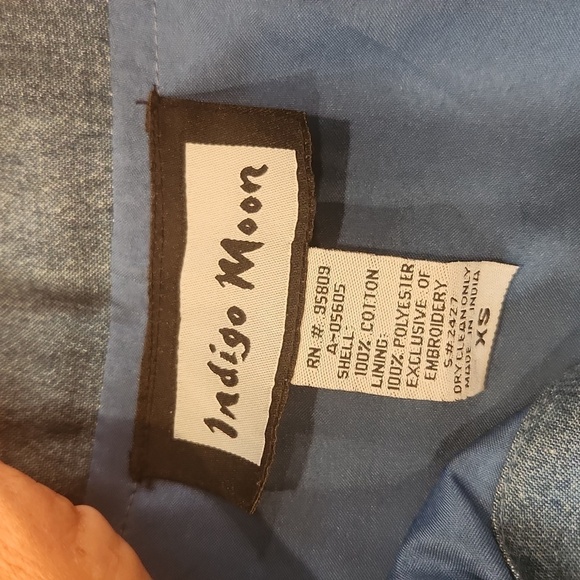 Indigo Moon
RN # 95809
A-05605
SHELL
100% COTTON
LINING:
100% POLYESTER
EXCLUSIVE OF
EMBROIDERY
S# 2427
DRY CLEAN ONLY
MADE IN INDIA
XS